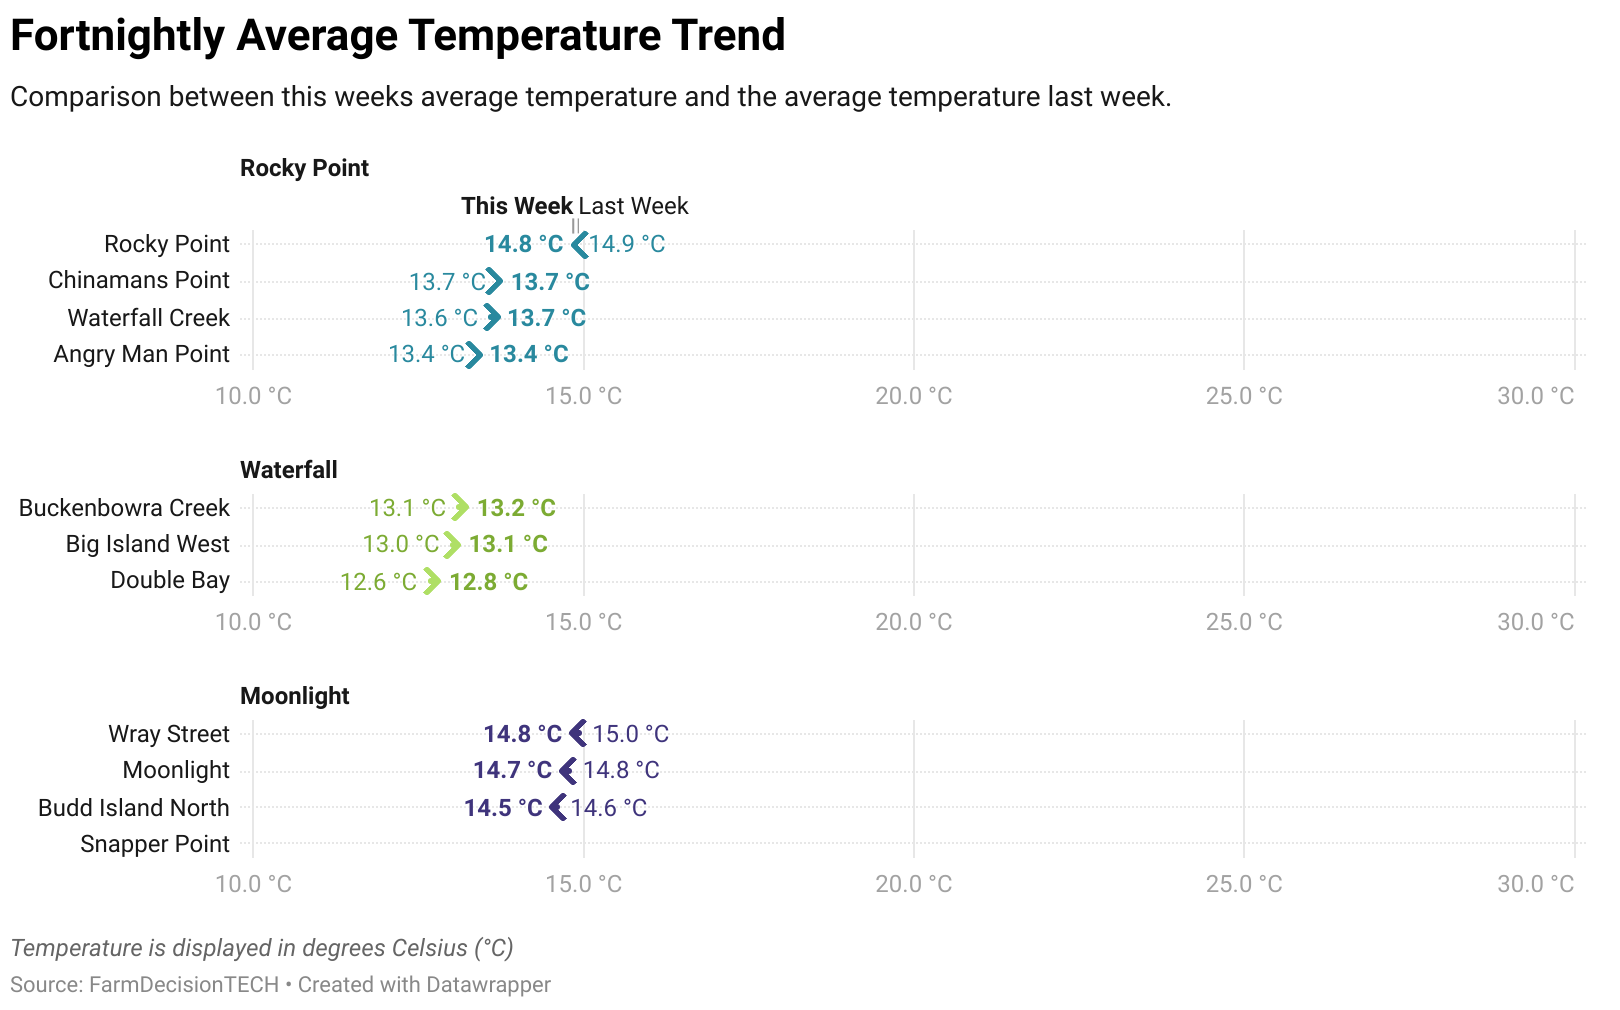 Fortnightly Average Temperature Trend
Comparison between this weeks average temperature and the average temperature last week.
Rocky Point
This Week Last Week
Rocky Point 14.8 °C 14.9 °C
Chinamans Point 13.7 °C 13.7 °C
Waterfall Creek 13.6 °C 13.7 °C
Angry Man Point 13.4 °C 13.4 °C
10.0 °C 15.0 °C 20.0 °C 25.0 °C 30.0 °C
Waterfall
Buckenbowra Creek 13.1 °C 13.2 °C
Big Island West 13.0 °C 13.1 °C
Double Bay 12.6 °C 12.8 °C
10.0 °C 15.0 °C 20.0 °C 25.0 °C 30.0 °C
Moonlight
Wray Street 14.8 °C 15.0 °C
Moonlight 14.7 °C 14.8 °C
Budd Island North 14.5 °C 14.6 °C
Snapper Point
10.0 °C 15.0 °C 20.0 °C 25.0 °C 30.0 °C
Temperature is displayed in degrees Celsius (°C)
Source: FarmDecisionTECH • Created with Datawrapper